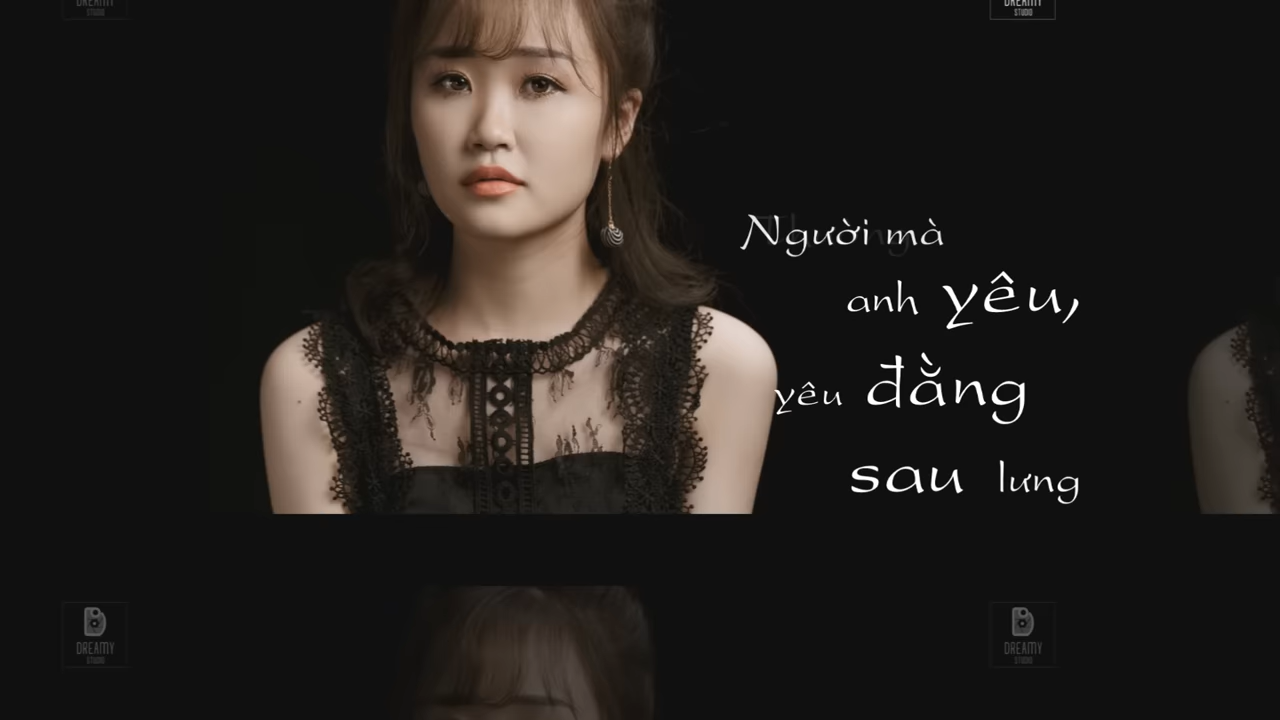 DREAMY
STUDIO
DREAMY
STUDIO
Người mà
anh yêu,
yêu đằng
sau lưng
DREAMY
STUDIO
DREAMY
STUDIO